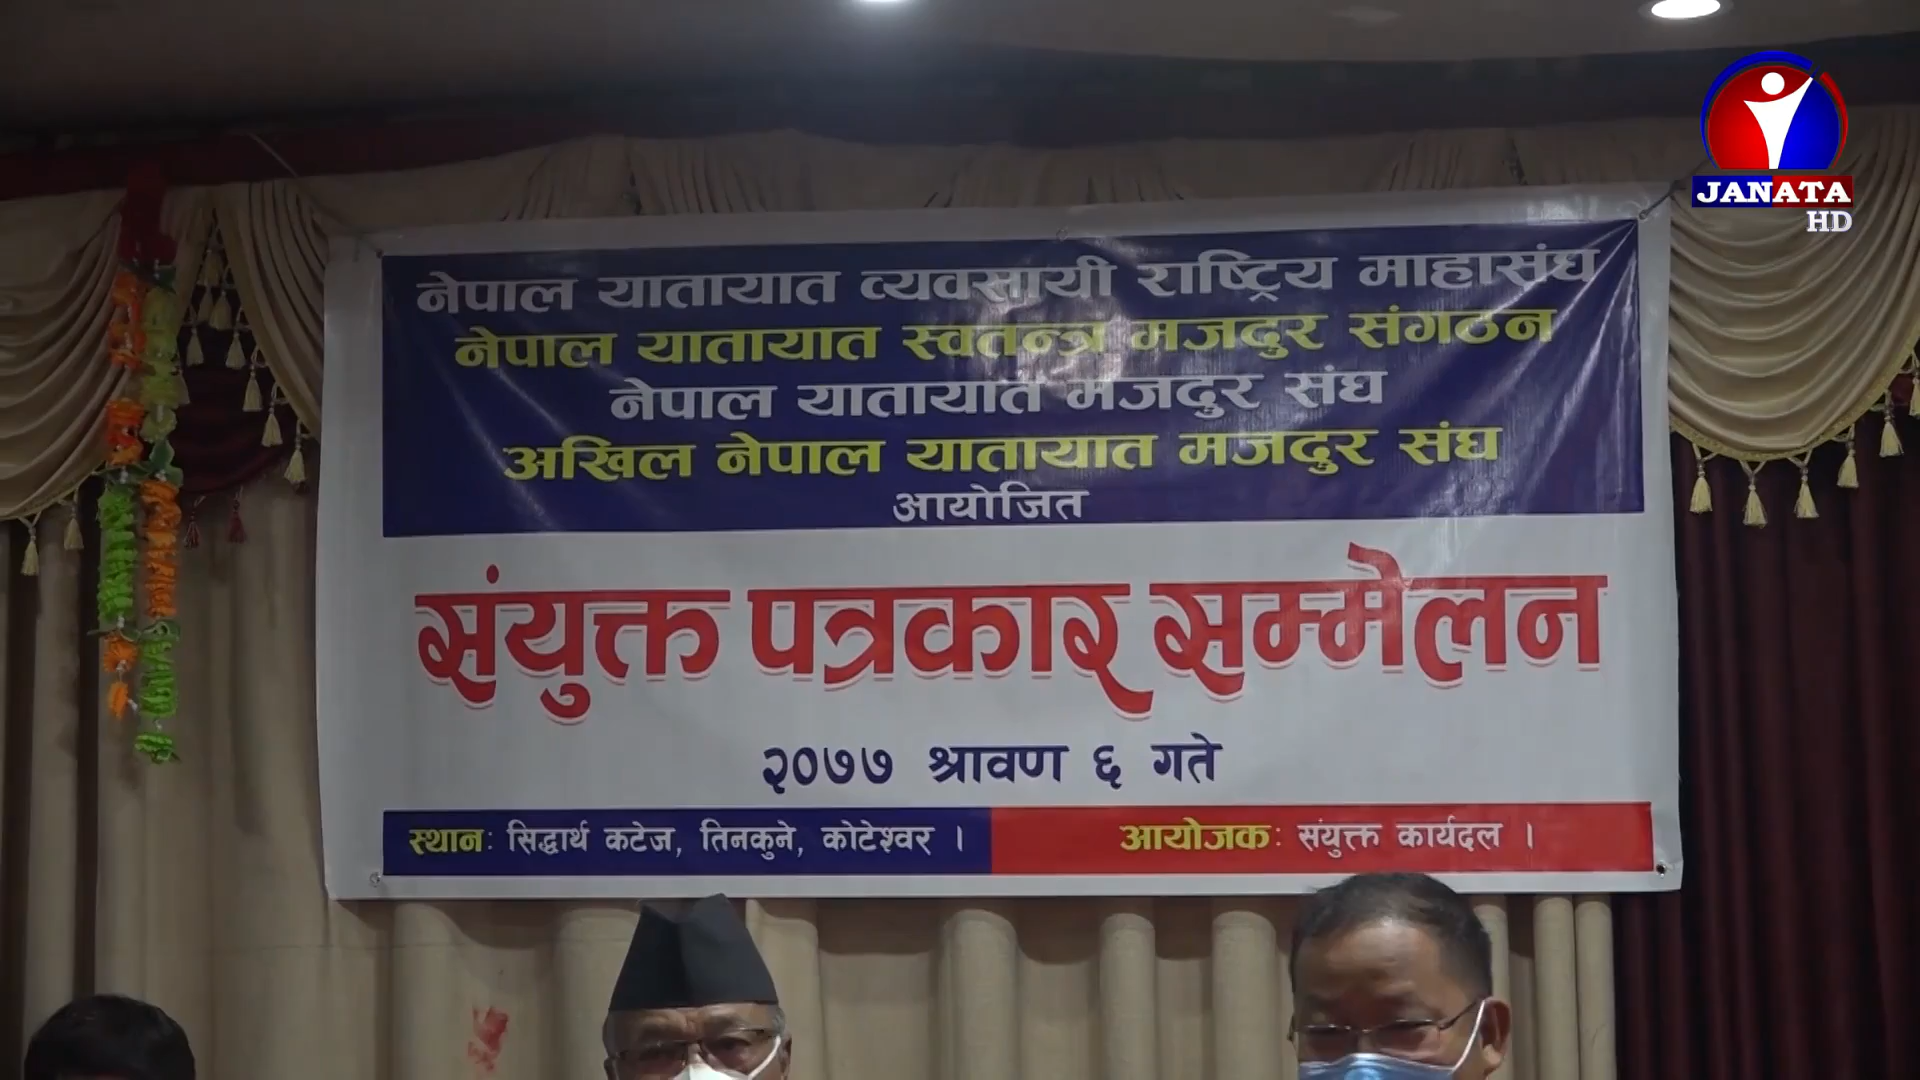 JANATA
HD
नेपाल यातायात व्यवसायी राष्ट्रिय माहासंघ
नेपाल यातायात स्वतन्त्र मजदुर संगठन
नेपाल यातायात मजदुर संघ
अखिल नेपाल यातायात मजदुर संघ
आयोजित
संयुक्त पत्रकार सम्मेलन
२०७७ श्रावण ६ गते
स्थान: सिद्धार्थ कटेज, तिनकुने, कोटेश्वर । आयोजक: संयुक्त कार्यदल ।